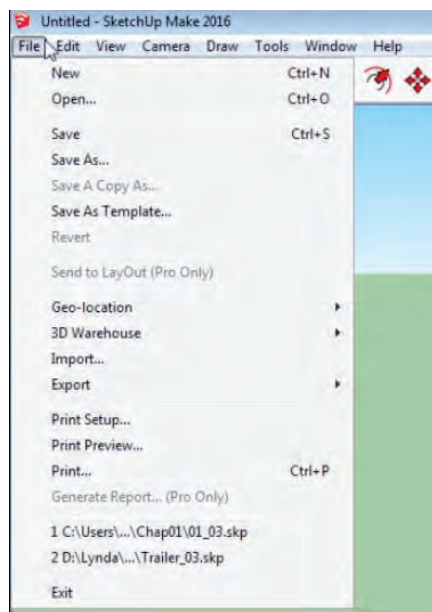 Untitled - SketchUp Make 2016
File Edit View Camera Draw Tools Window Help
New Ctrl+N
Open... Ctrl+O
Save Ctrl+S
Save As...
Save A Copy As...
Save As Template...
Revert
Send to LayOut (Pro Only)
Geo-location
3D Warehouse
Import...
Export
Print Setup...
Print Preview...
Print... Ctrl+P
Generate Report... (Pro Only)
1 C:\Users\...\Chap01\01_03.skp
2 D:\Lynda\...\Trailer_03.skp
Exit